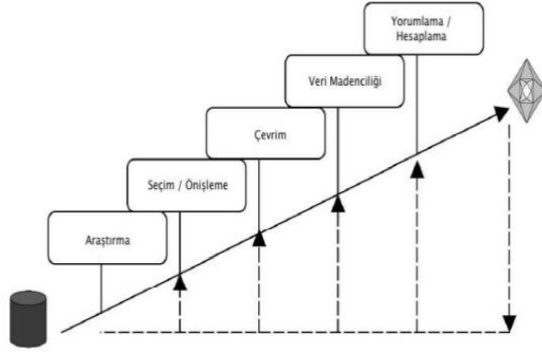 Yorumlama /
Hesaplama
Veri Madenciliği
Çevrim
Seçim / Önişleme
Araştırma